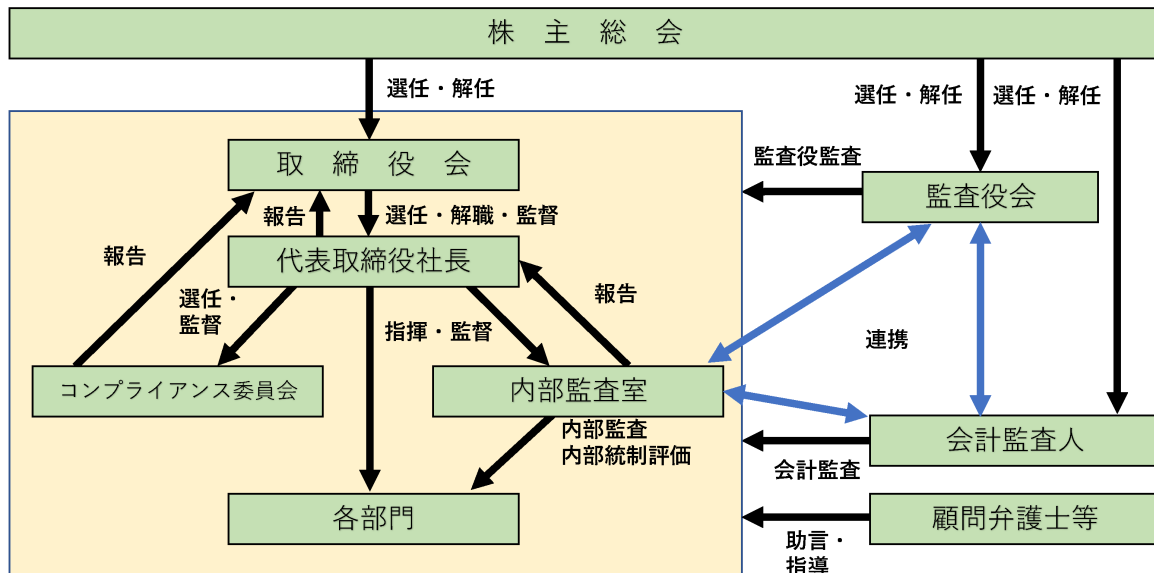 株 主 総 会
選任・解任
選任・解任
選任・解任
取 締 役 会
監査役監査
監査役会
報告
選任・解職・監督
報告
代表取締役社長
選任・
監督
報告
指揮・監督
連携
コンプライアンス委員会
内部監査室
内部監査
内部統制評価
会計監査人
会計監査
各部門
顧問弁護士等
助言・
指導